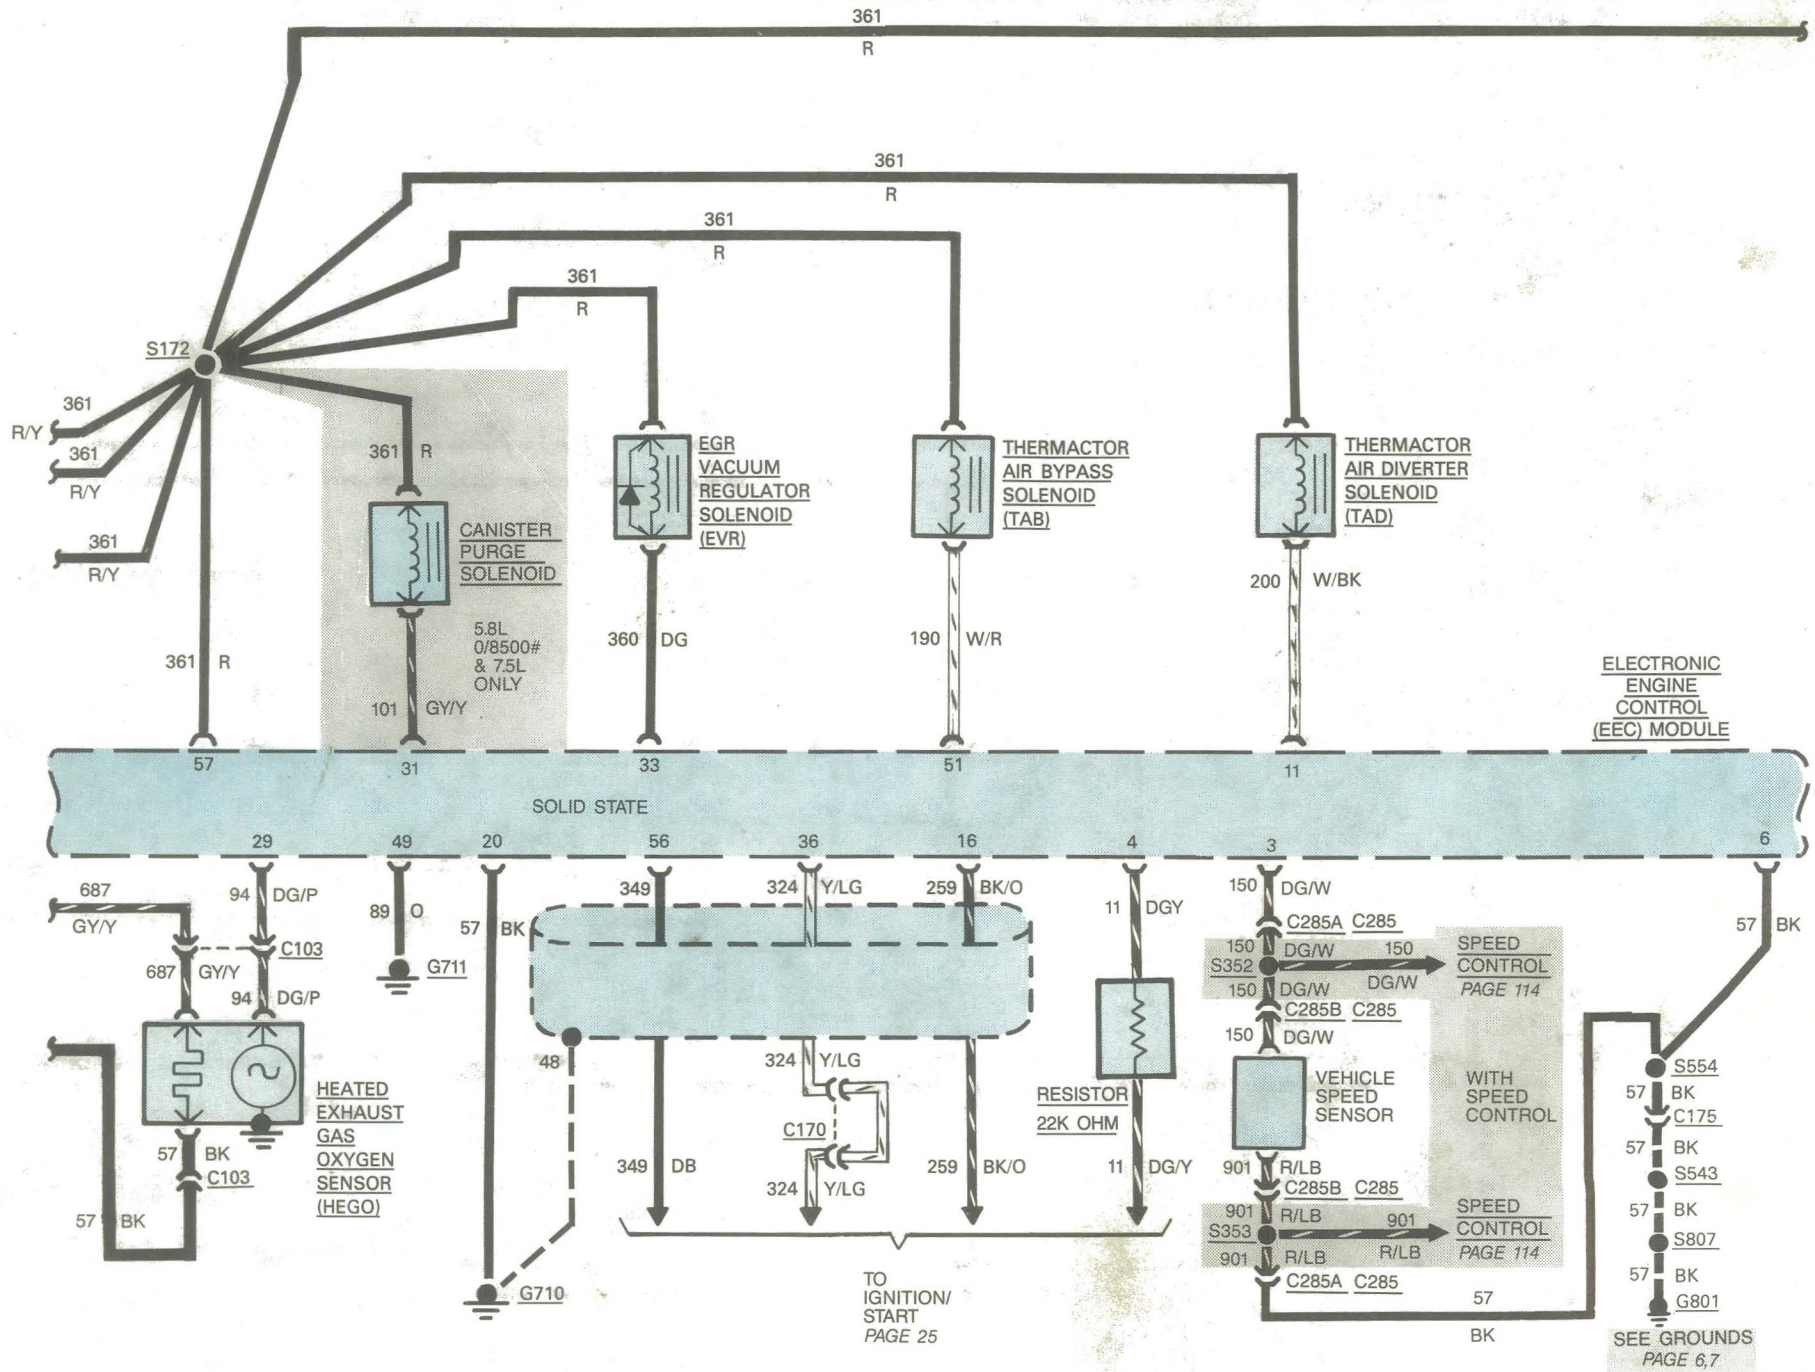 361
R
361
R
361
R
361
R
S172
361
R/Y
361
R/Y
361
R/Y
361 R
361 R
CANISTER
PURGE
SOLENOID
5.8L
0/8500#
& 7.5L
ONLY
101 GY/Y
EGR
VACUUM
REGULATOR
SOLENOID
(EVR)
360 DG
THERMACTOR
AIR BYPASS
SOLENOID
(TAB)
190 W/R
THERMACTOR
AIR DIVERTER
SOLENOID
(TAD)
200 W/BK
ELECTRONIC
ENGINE
CONTROL
(EEC) MODULE
57 31 33 51 11
SOLID STATE
29 49 20 56 36 16 4 3 6
687
GY/Y
94 DG/P
C103
687 GY/Y
94 DG/P
HEATED
EXHAUST
GAS
OXYGEN
SENSOR
(HEGO)
57 BK
C103
57 BK
89 O
G711
57 BK
48
G710
349
324 Y/LG
259 BK/O
349 DB
324 Y/LG
C170
324 Y/LG
259 BK/O
11 DGY
RESISTOR
22K OHM
11 DG/Y
TO
IGNITION/
START
PAGE 25
150 DG/W
C285A C285
150 DG/W
S352
150
DG/W
SPEED
CONTROL
PAGE 114
150 DG/W
C285B C285
150 DG/W
VEHICLE
SPEED
SENSOR
WITH
SPEED
CONTROL
901 R/LB
C285B C285
901 R/LB
S353
901
R/LB
SPEED
CONTROL
PAGE 114
901 R/LB
C285A C285
57
BK
57 BK
S554
57 BK
C175
57 BK
S543
57 BK
S807
57 BK
G801
SEE GROUNDS
PAGE 6,7